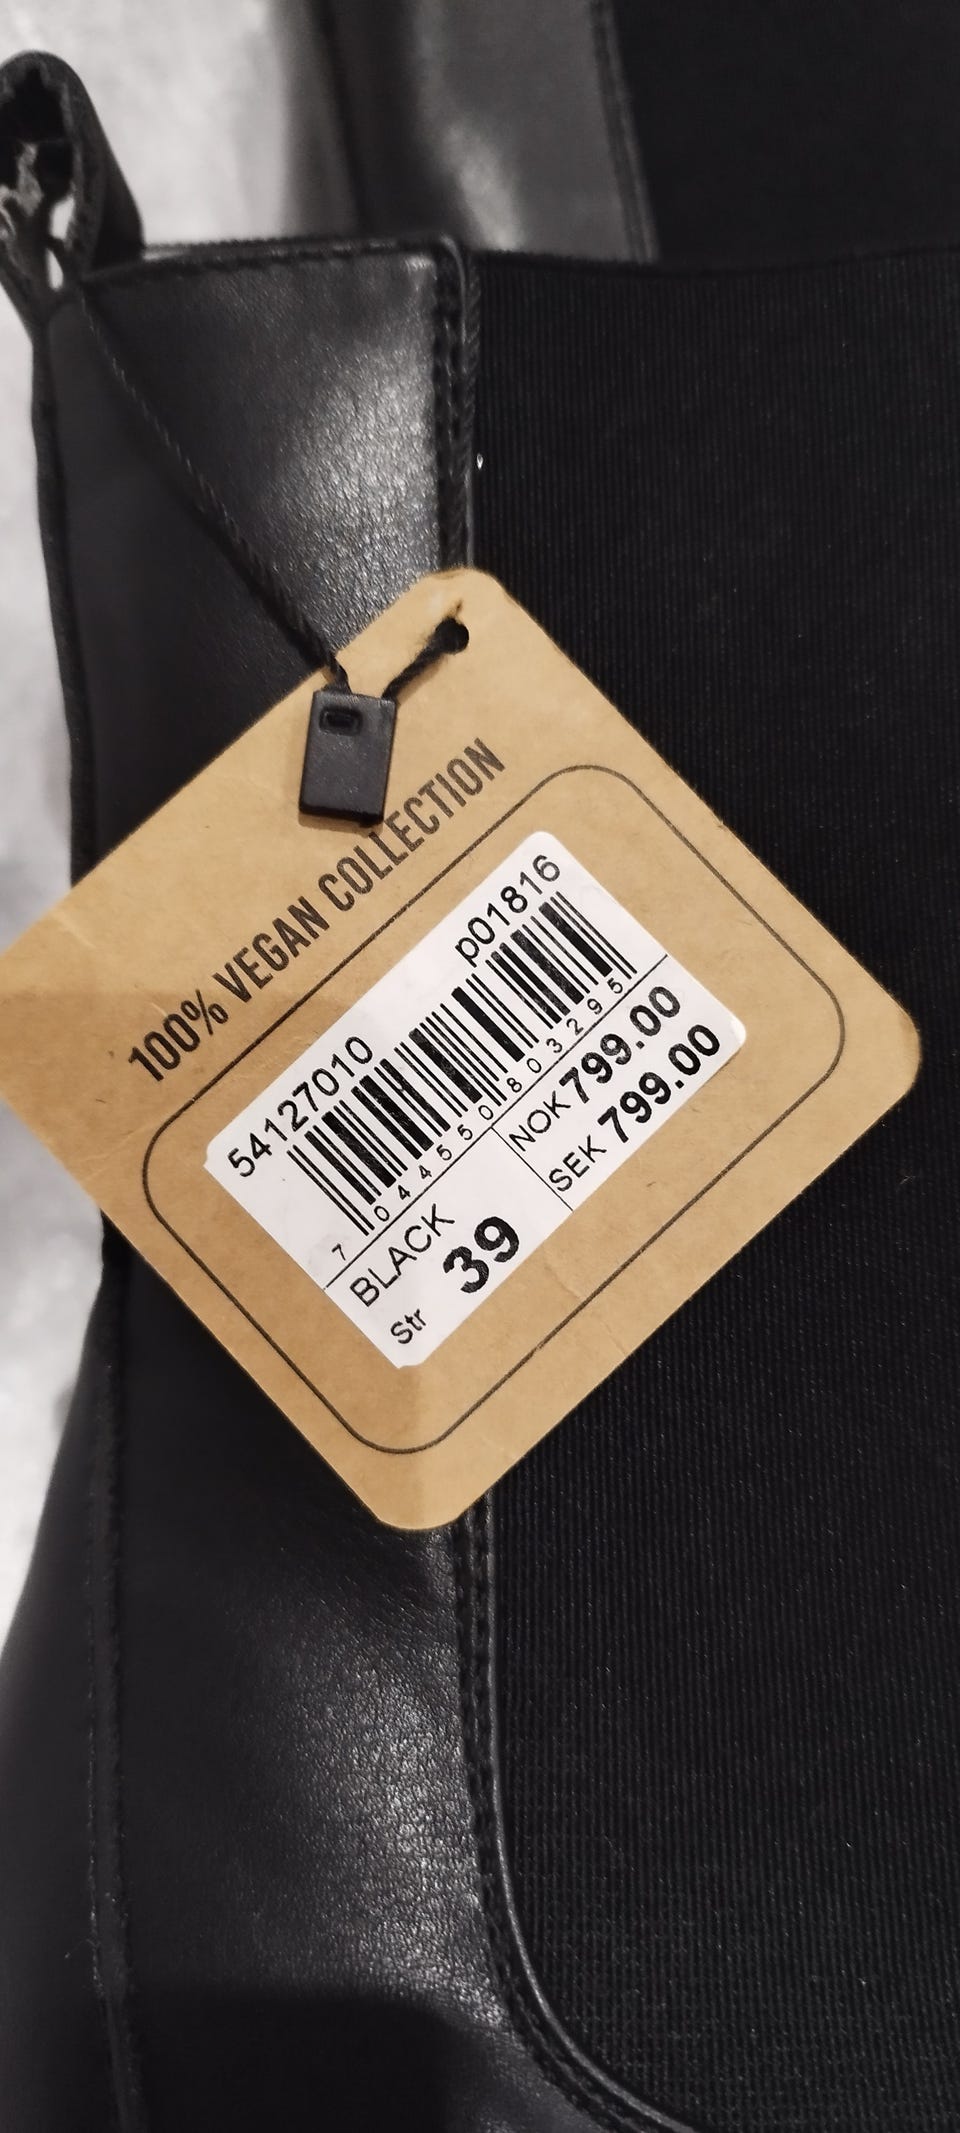 100% VEGAN COLLECTION
54127010 p01816
7 044550 803295
BLACK NOK 799.00
Str 39 SEK 799.00